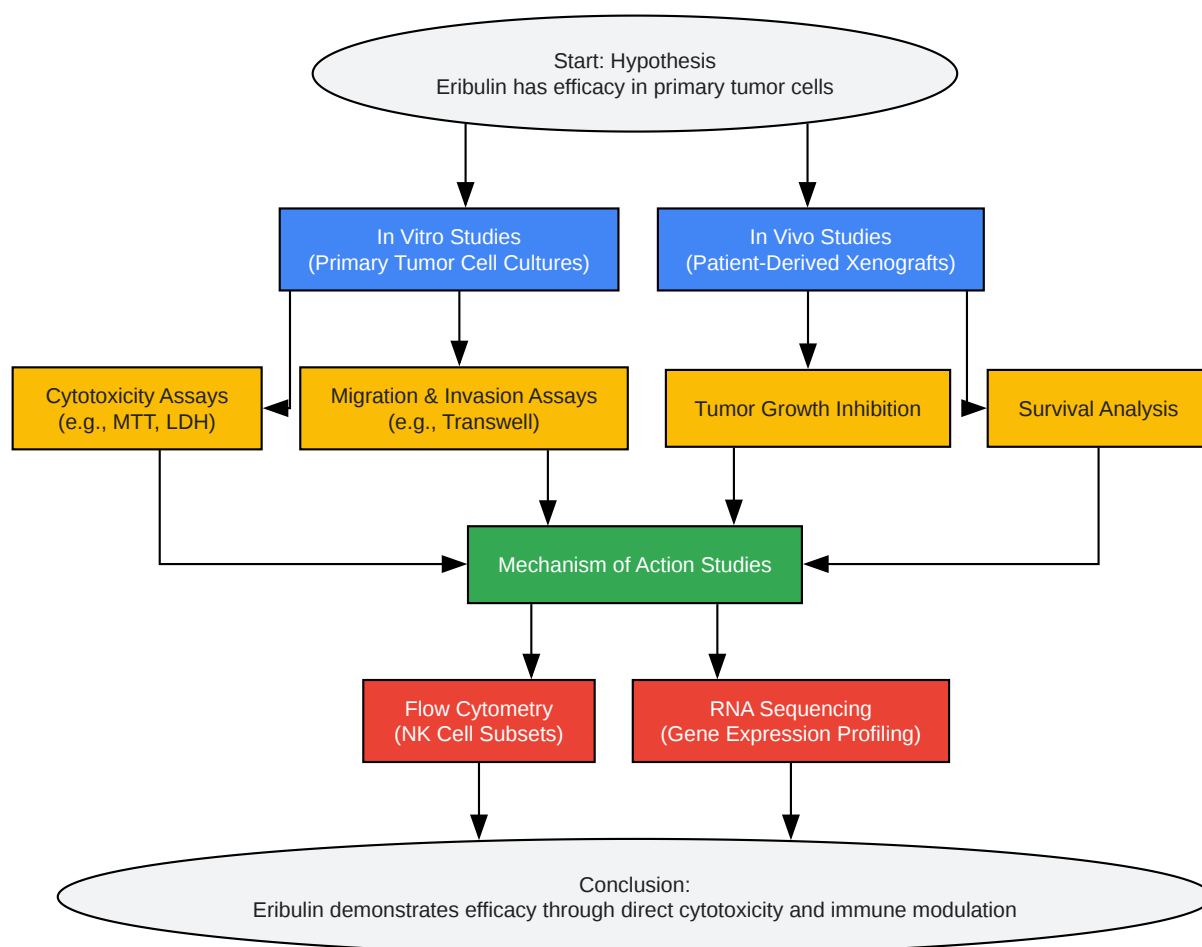 Start: Hypothesis
Eribulin has efficacy in primary tumor cells
In Vitro Studies
(Primary Tumor Cell Cultures)
In Vivo Studies
(Patient-Derived Xenografts)
Cytotoxicity Assays
(e.g., MTT, LDH)
Migration & Invasion Assays
(e.g., Transwell)
Tumor Growth Inhibition
Survival Analysis
Mechanism of Action Studies
Flow Cytometry
(NK Cell Subsets)
RNA Sequencing
(Gene Expression Profiling)
Conclusion:
Eribulin demonstrates efficacy through direct cytotoxicity and immune modulation